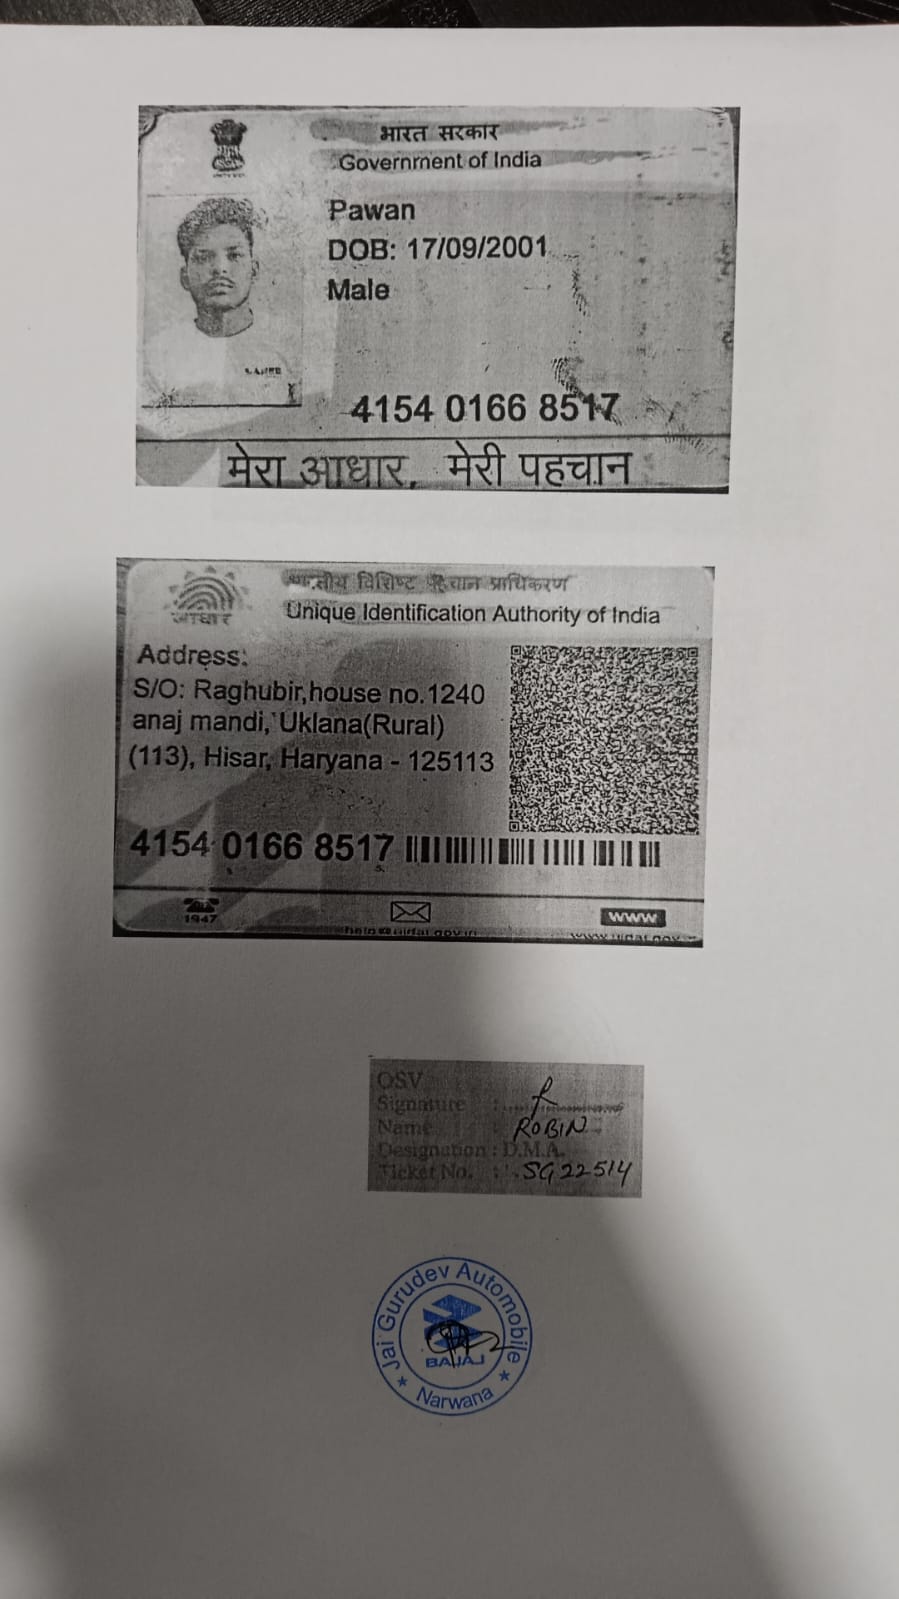 भारत सरकार
Government of India
Pawan
DOB: 17/09/2001
Male
4154 0166 8517
मेरा आधार, मेरी पहचान
भारतीय विशिष्ट पहचान प्राधिकरण
Unique Identification Authority of India
आधार
Address:
S/O: Raghubir,house no.1240
anaj mandi, Uklana(Rural)
(113), Hisar, Haryana - 125113
4154 0166 8517
1947
help@uidai.gov.in
www
www.uidai.gov
OSV
Signature :
Name : ROBIN
Designation : D.M.A.
Ticket No. : SG22514
Jai Gurudev Automobile
BAJAJ
Narwana